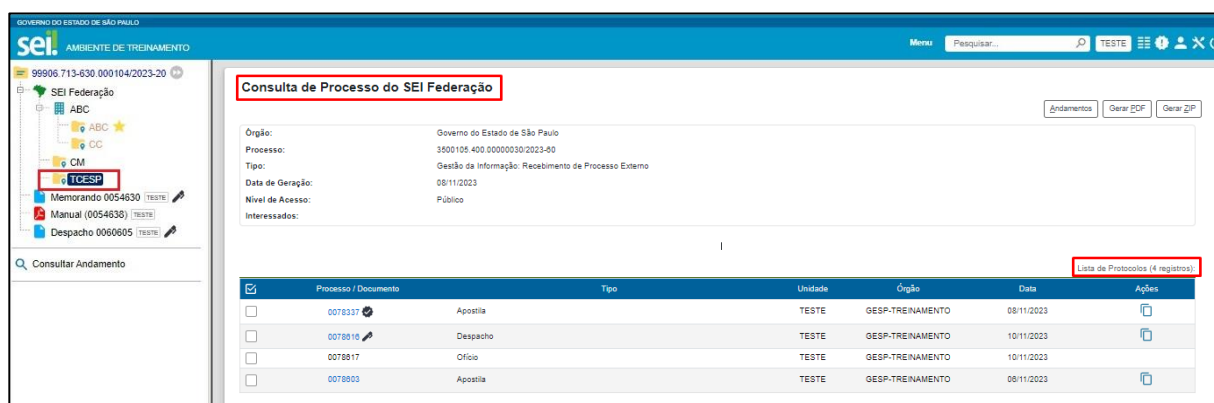 GOVERNO DO ESTADO DE SÃO PAULO
sei! AMBIENTE DE TREINAMENTO Menu Pesquisar... TESTE
99906.713-630.000104/2023-20
SEI Federação
ABC
ABC
CC
CM
TCESP
Memorando 0054630 TESTE
Manual (0054638) TESTE
Despacho 0060605 TESTE
Consultar Andamento
Consulta de Processo do SEI Federação
Andamentos Gerar PDF Gerar ZIP
Órgão: Governo do Estado de São Paulo
Processo: 3500105.400.00000030/2023-60
Tipo: Gestão da Informação: Recebimento de Processo Externo
Data de Geração: 08/11/2023
Nível de Acesso: Público
Interessados:
Lista de Protocolos (4 registros):
Processo / Documento Tipo Unidade Órgão Data Ações
0078337 Apostila TESTE GESP-TREINAMENTO 08/11/2023
0078616 Despacho TESTE GESP-TREINAMENTO 10/11/2023
0078617 Ofício TESTE GESP-TREINAMENTO 10/11/2023
0078603 Apostila TESTE GESP-TREINAMENTO 06/11/2023